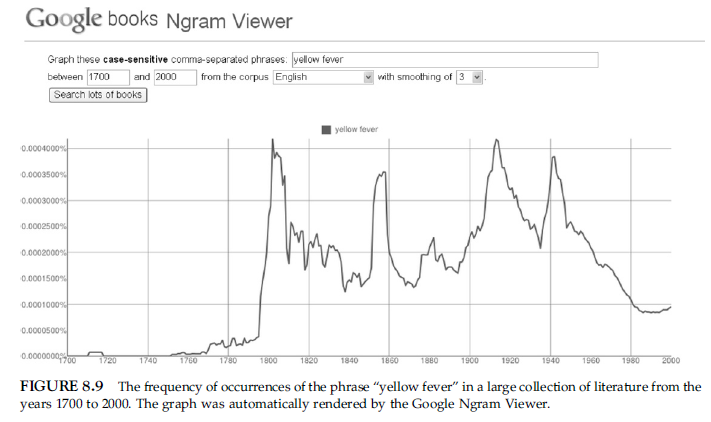 Google books Ngram Viewer
Graph these case-sensitive comma-separated phrases: yellow fever
between 1700 and 2000 from the corpus English with smoothing of 3 .
Search lots of books
yellow fever
0.0004000%
0.0003500%
0.0003000%
0.0002500%
0.0002000%
0.0001500%
0.0001000%
0.0000500%
0.0000000%
1700 1720 1740 1760 1780 1800 1820 1840 1860 1880 1900 1920 1940 1960 1980 2000
FIGURE 8.9 The frequency of occurrences of the phrase “yellow fever” in a large collection of literature from the
years 1700 to 2000. The graph was automatically rendered by the Google Ngram Viewer.